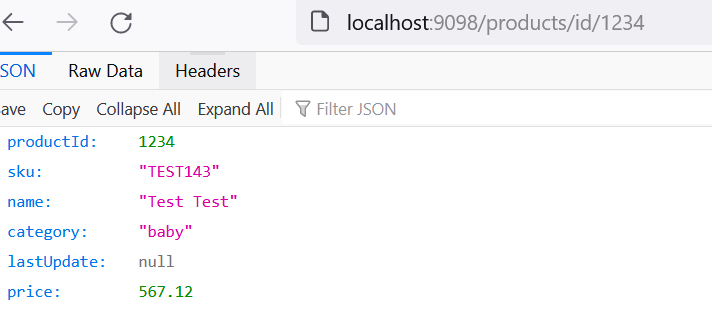 localhost:9098/products/id/1234
SON Raw Data Headers
ave Copy Collapse All Expand All Filter JSON
productId: 1234
sku: "TEST143"
name: "Test Test"
category: "baby"
lastUpdate: null
price: 567.12